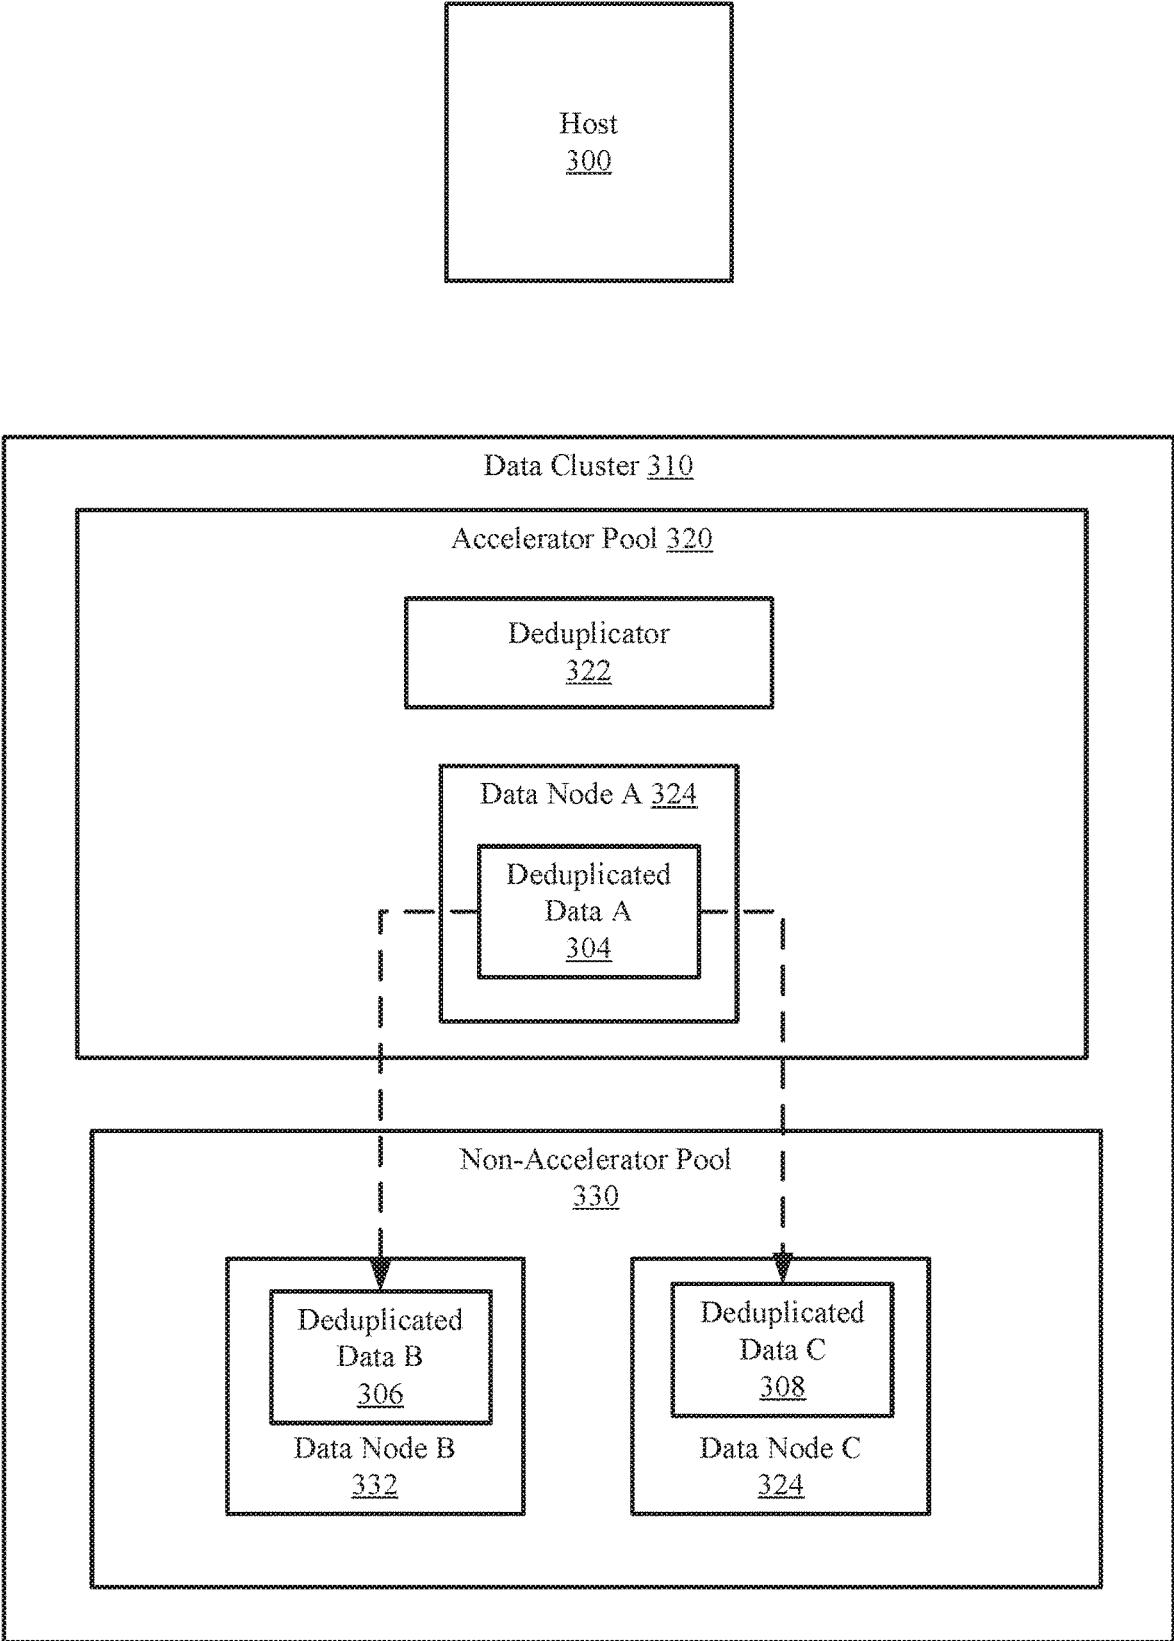 Host
300
Data Cluster 310
Accelerator Pool 320
Deduplicator
322
Data Node A 324
Deduplicated
Data A
304
Non-Accelerator Pool
330
Deduplicated
Data B
306
Data Node B
332
Deduplicated
Data C
308
Data Node C
324